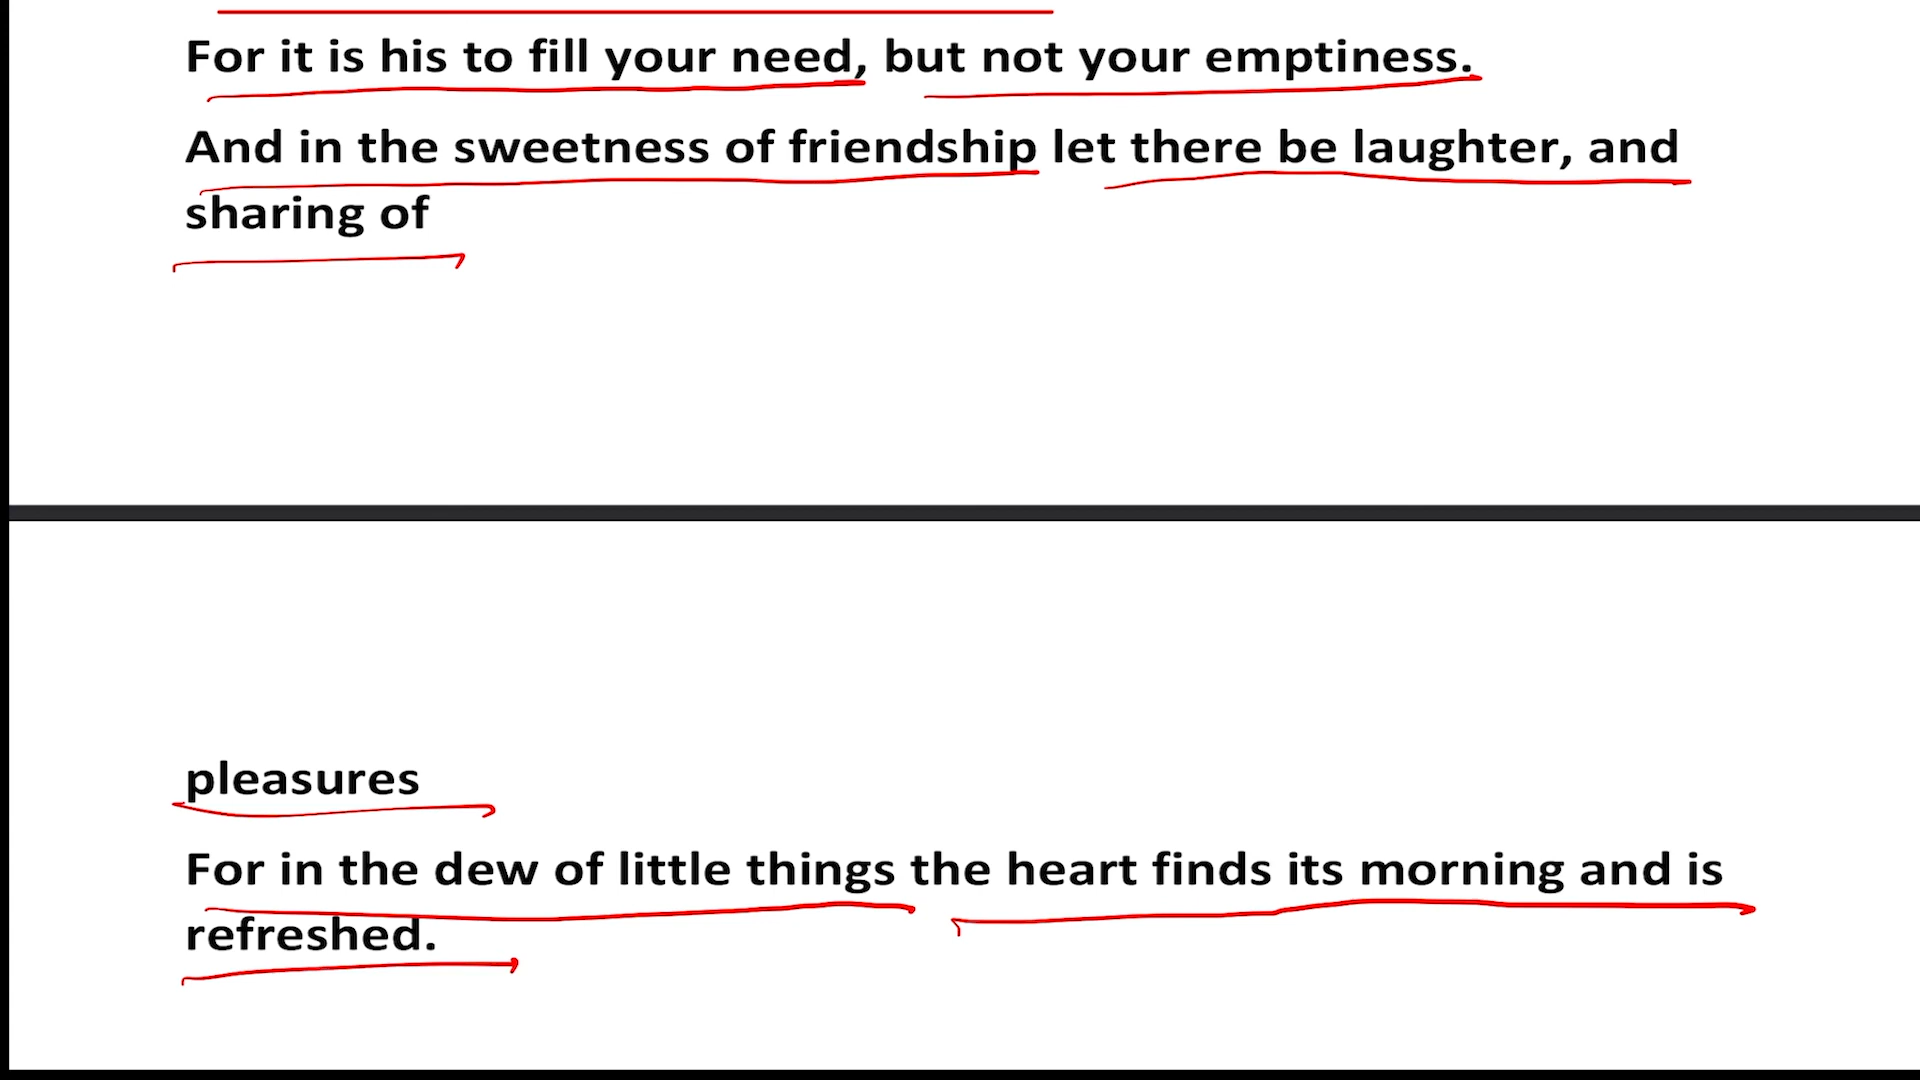 For it is his to fill your need, but not your emptiness.
And in the sweetness of friendship let there be laughter, and
sharing of
pleasures
For in the dew of little things the heart finds its morning and is
refreshed.